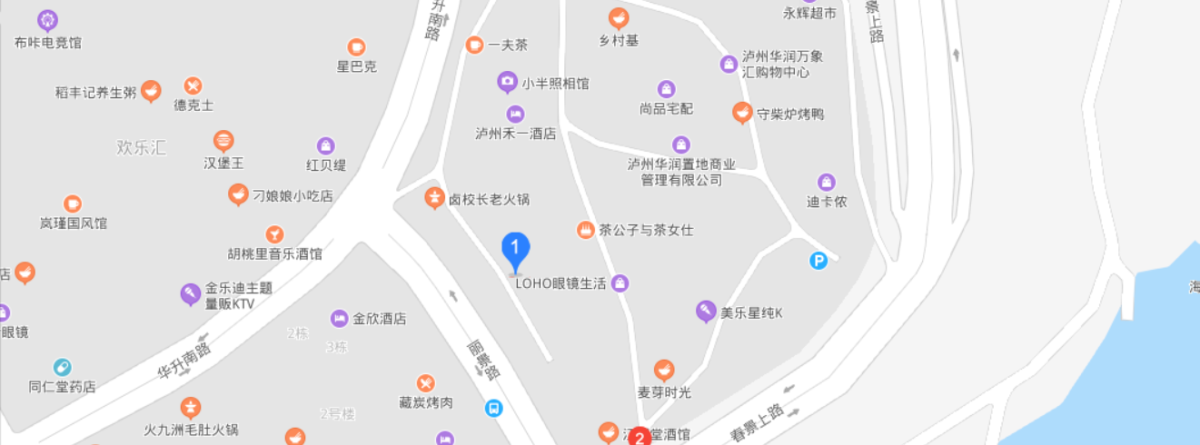 布咔电竞馆
星巴克
稻丰记养生粥
德克士
欢乐汇
汉堡王
红贝缇
刁娘娘小吃店
岚瑾国风馆
胡桃里音乐酒馆
店
金乐迪主题
量贩KTV
眼镜
金欣酒店
2栋
3栋
同仁堂药店
华升南路
2号楼
藏炭烤肉
火九洲毛肚火锅
升南路
一夫茶
小半照相馆
泸州禾一酒店
卤校长老火锅
1
LOHO眼镜生活
丽景路
乡村基
永辉超市
泸州华润万象
汇购物中心
尚品宅配
守柴炉烤鸭
泸州华润置地商业
管理有限公司
迪卡侬
茶公子与茶女仕
P
美乐星纯K
麦芽时光
堂酒馆
2
春景上路
景上路
海